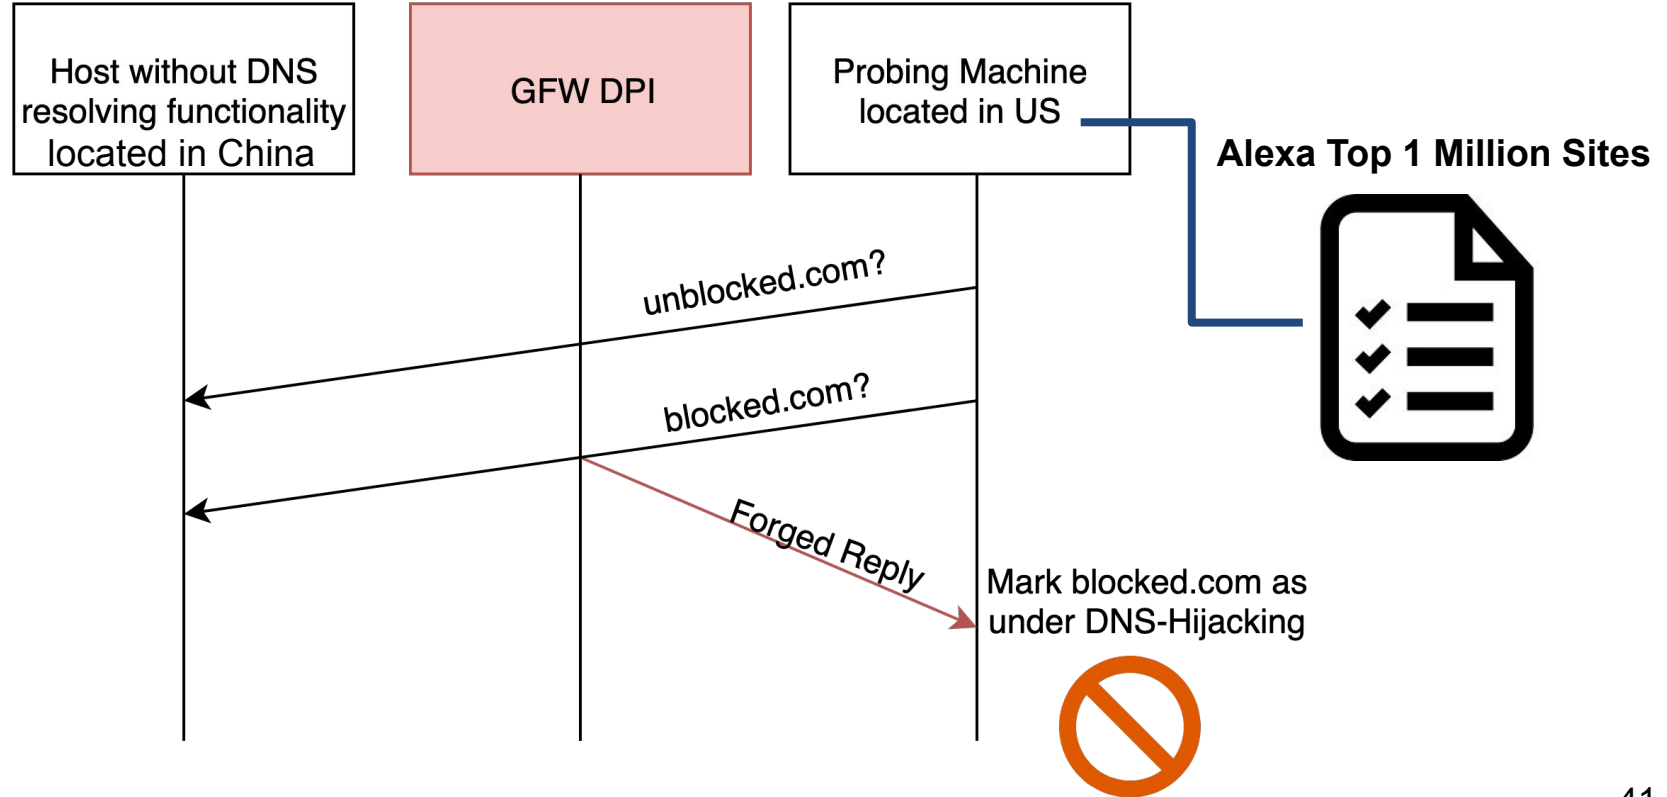 Host without DNS
resolving functionality
located in China
GFW DPI
Probing Machine
located in US
Alexa Top 1 Million Sites
unblocked.com?
blocked.com?
Forged Reply
Mark blocked.com as
under DNS-Hijacking
41